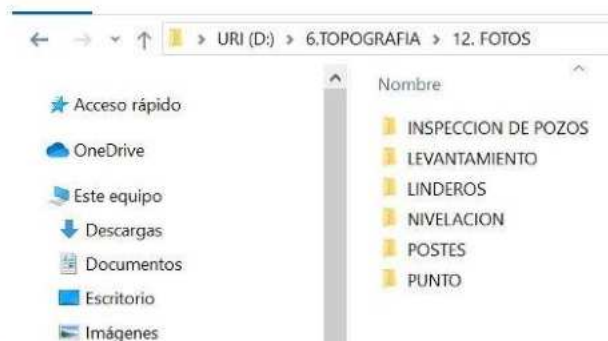 URI (D:) > 6.TOPOGRAFIA > 12. FOTOS
Acceso rápido
OneDrive
Este equipo
Descargas
Documentos
Escritorio
Imágenes
Nombre
INSPECCION DE POZOS
LEVANTAMIENTO
LINDEROS
NIVELACION
POSTES
PUNTO